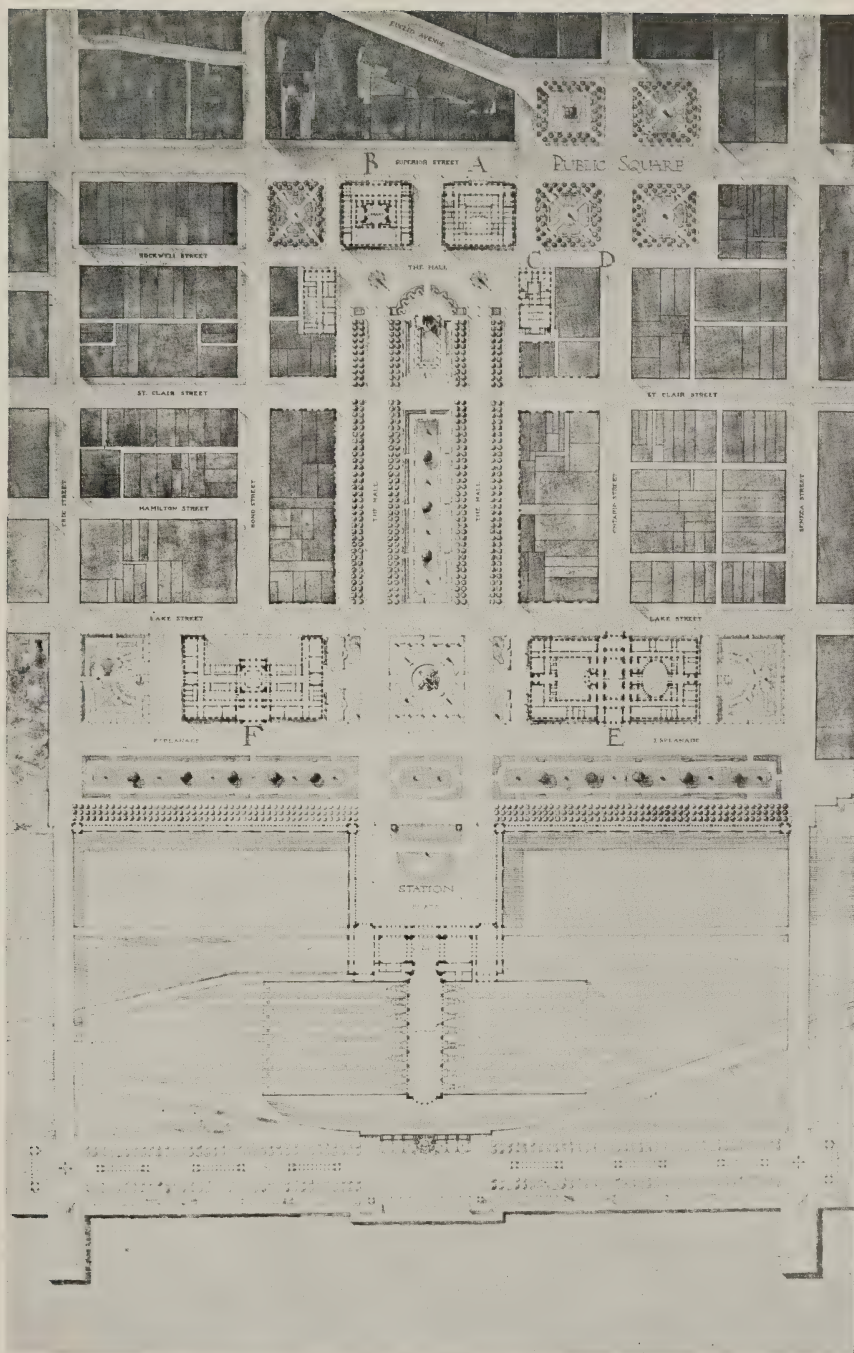 EUCLID AVENUE
B SUPERIOR STREET A PUBLIC SQUARE
ROCKWELL STREET
C D
THE MALL
ST. CLAIR STREET
ST CLAIR STREET
ERIE STREET
BOND STREET
THE MALL
THE MALL
ONTARIO STREET
SENECA STREET
HAMILTON STREET
LAKE STREET
LAKE STREET
ESPLANADE
F
E
ESPLANADE
STATION